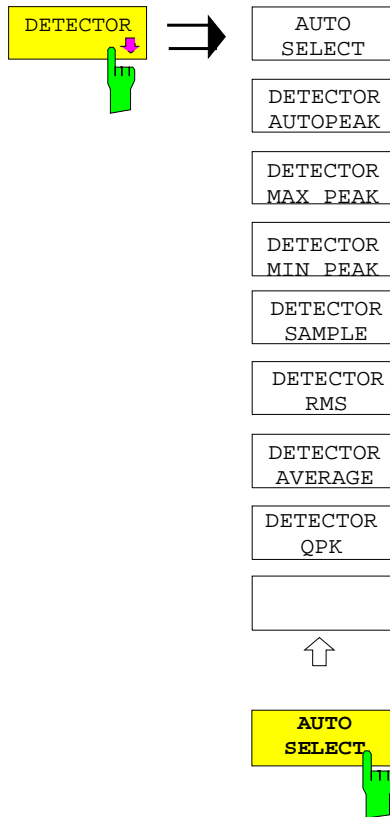 DETECTOR
AUTO
SELECT
DETECTOR
AUTOPEAK
DETECTOR
MAX PEAK
DETECTOR
MIN PEAK
DETECTOR
SAMPLE
DETECTOR
RMS
DETECTOR
AVERAGE
DETECTOR
QPK
AUTO
SELECT